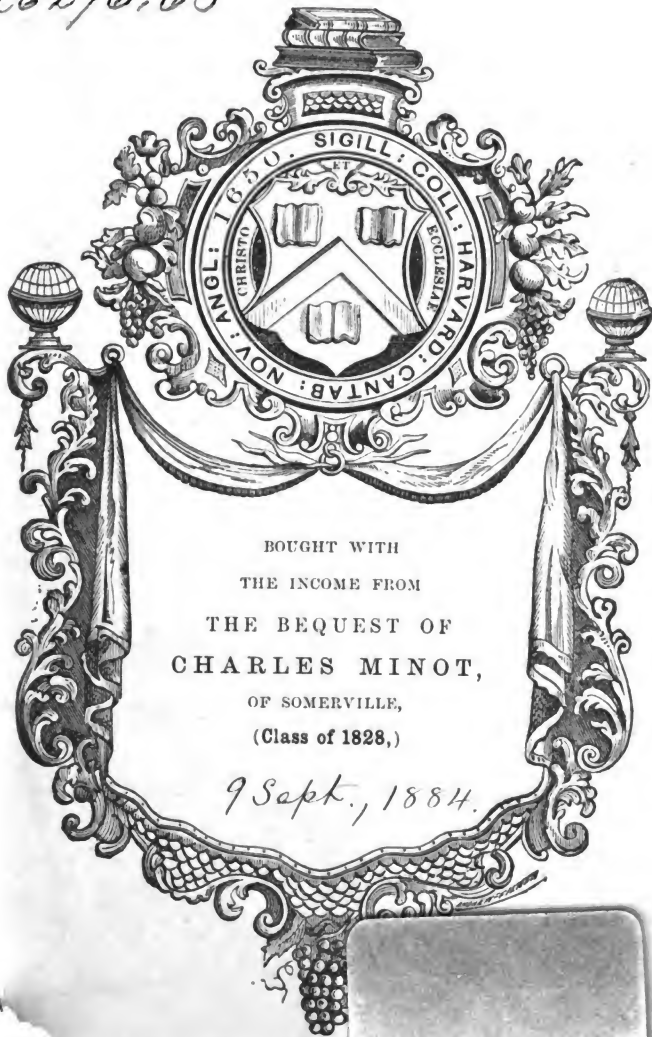 SIGILL: COLL: HARVARD: CANTAB: NOV: ANGL: 1650.
ET
CHRISTO
ECCLESIAE
BOUGHT WITH
THE INCOME FROM
THE BEQUEST OF
CHARLES MINOT,
OF SOMERVILLE,
(Class of 1828,)
9 Sept., 1884.